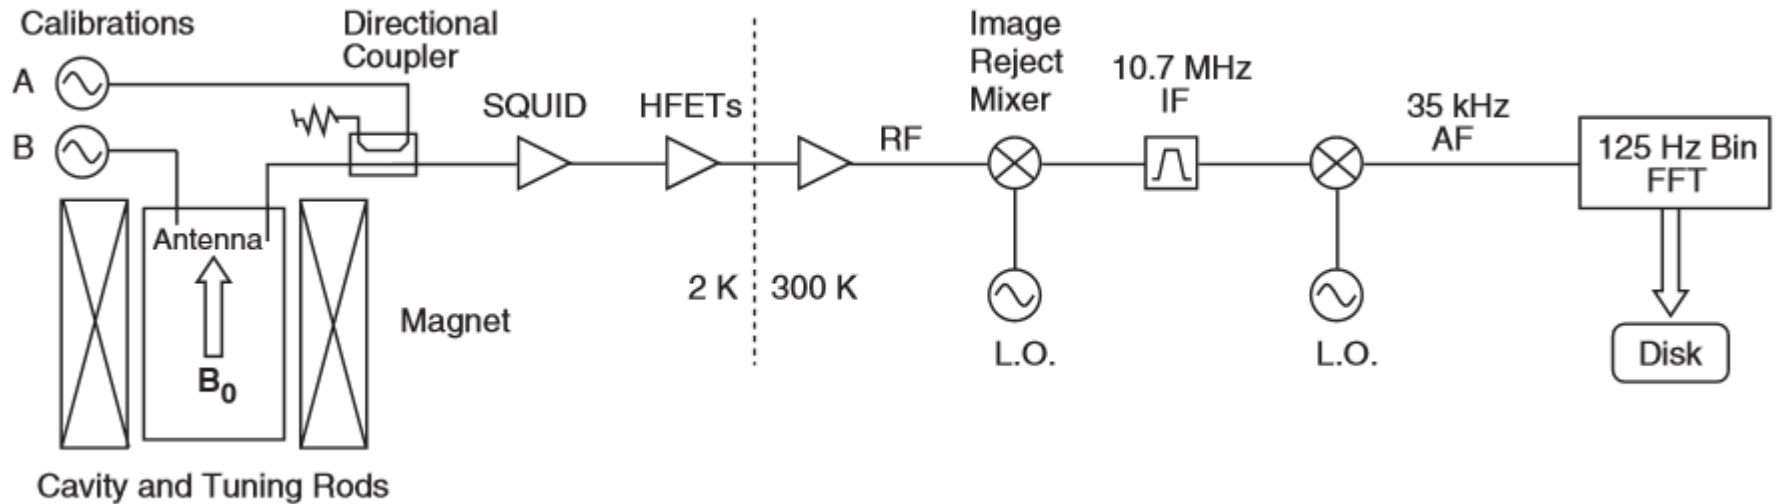 Calibrations
A
B
Directional
Coupler
SQUID
HFETs
RF
Image
Reject
Mixer
10.7 MHz
IF
35 kHz
AF
125 Hz Bin
FFT
Antenna
B0
Magnet
2 K
300 K
L.O.
L.O.
Disk
Cavity and Tuning Rods